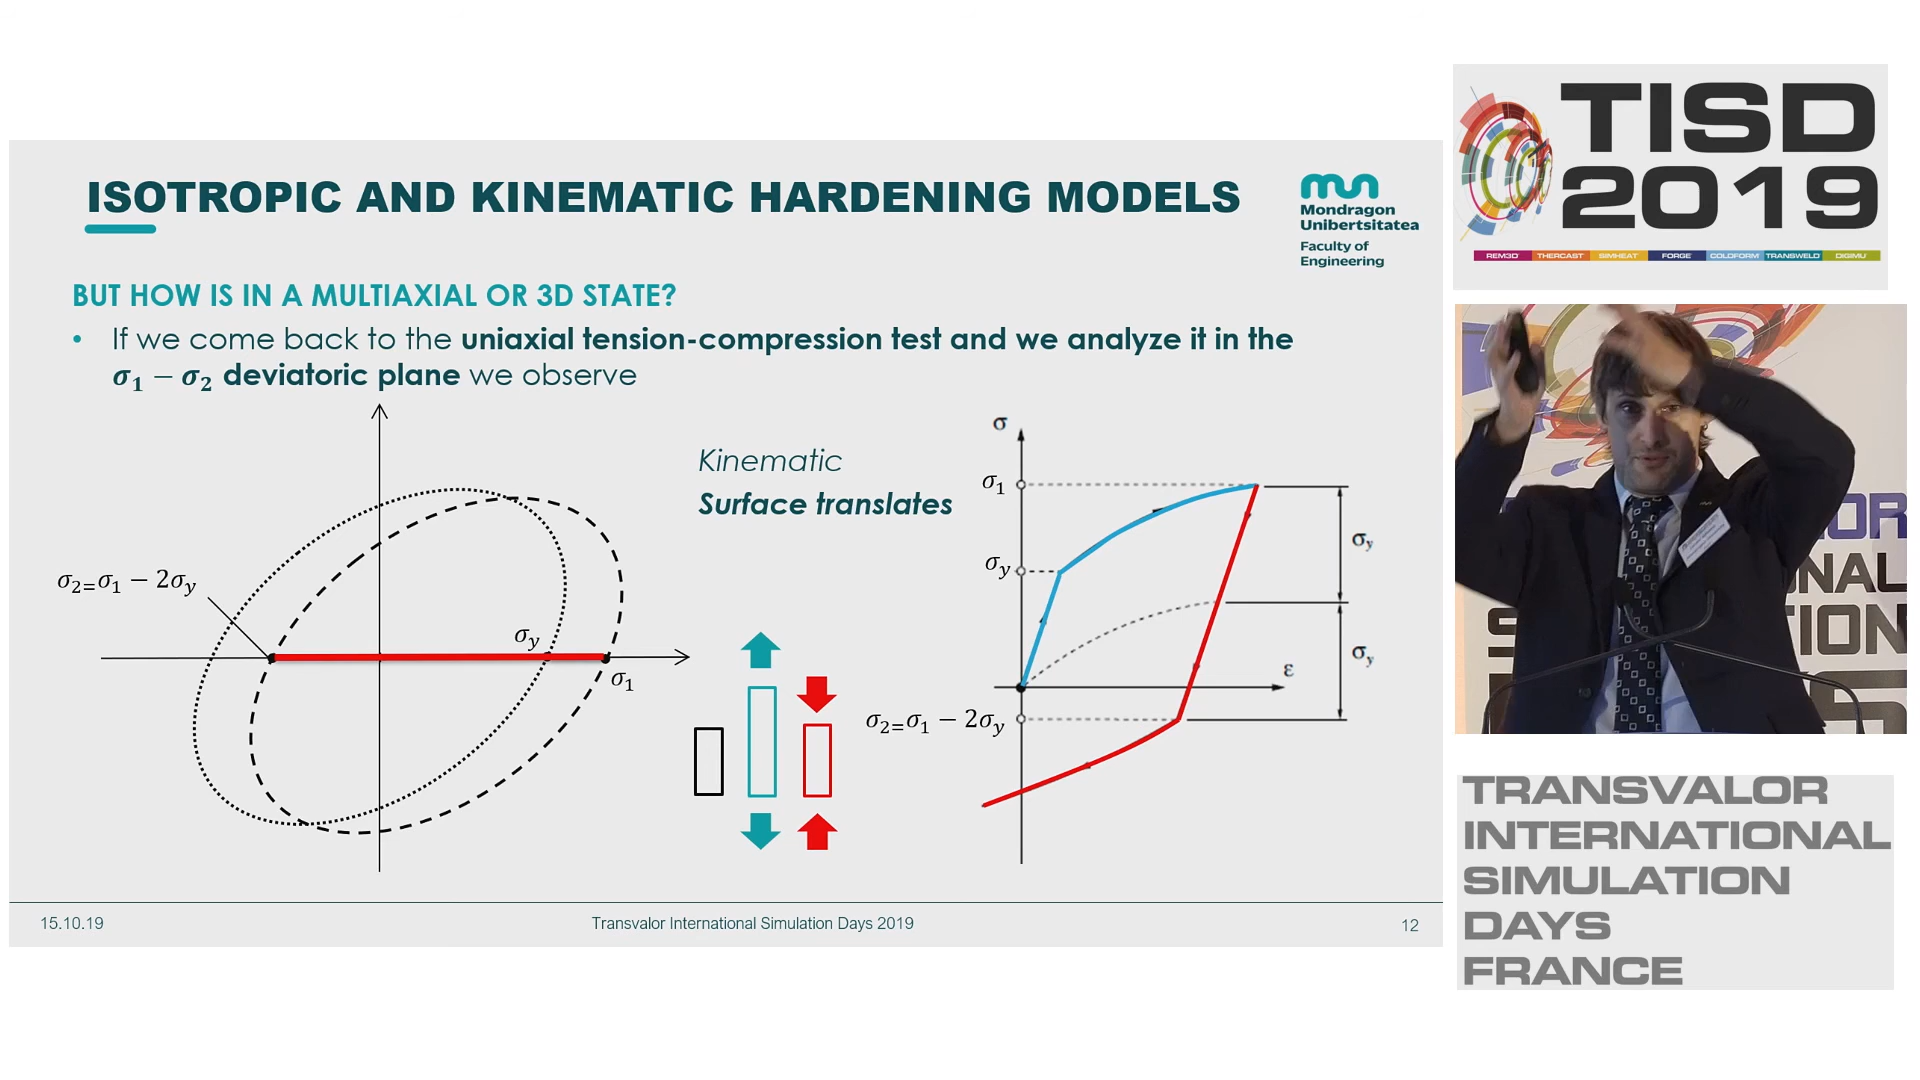 ISOTROPIC AND KINEMATIC HARDENING MODELS
mun
Mondragon
Unibertsitatea
Faculty of
Engineering
BUT HOW IS IN A MULTIAXIAL OR 3D STATE?
• If we come back to the uniaxial tension-compression test and we analyze it in the
σ₁ − σ₂ deviatoric plane we observe
σ₂₌σ₁ − 2σy
σy
σ₁
Kinematic
Surface translates
σ
σ₁
σy
σ₂₌σ₁ − 2σy
ε
σy
σy
15.10.19
Transvalor International Simulation Days 2019
12
TISD
2019
REM3D
THERCAST
SIMHEAT
FORGE
COLDFORM
TRANSWELD
DIGIMU
OR
NAL
TION
S
TRANSVALOR
INTERNATIONAL
SIMULATION
DAYS
FRANCE